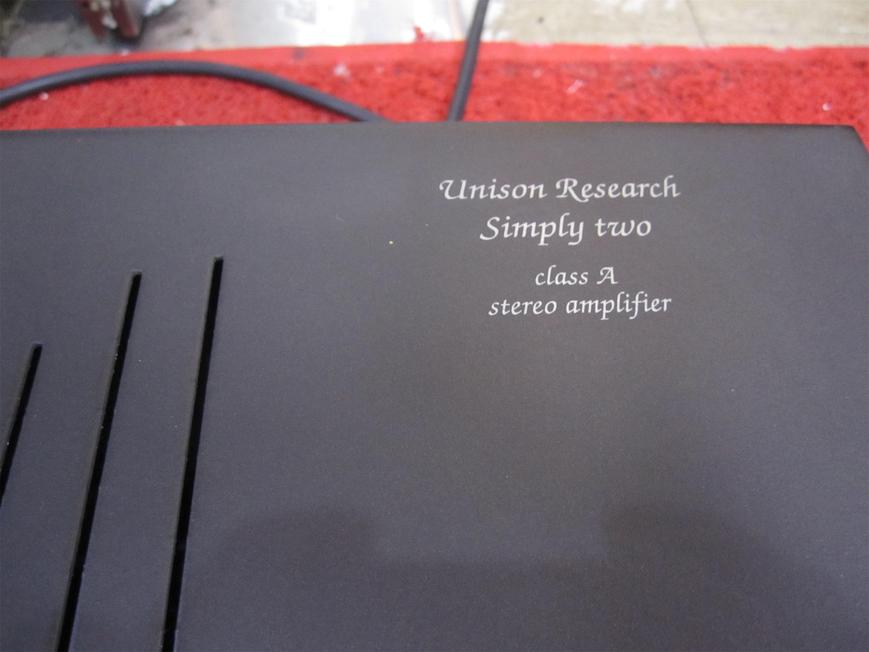 Unison Research
Simply two
class A
stereo amplifier